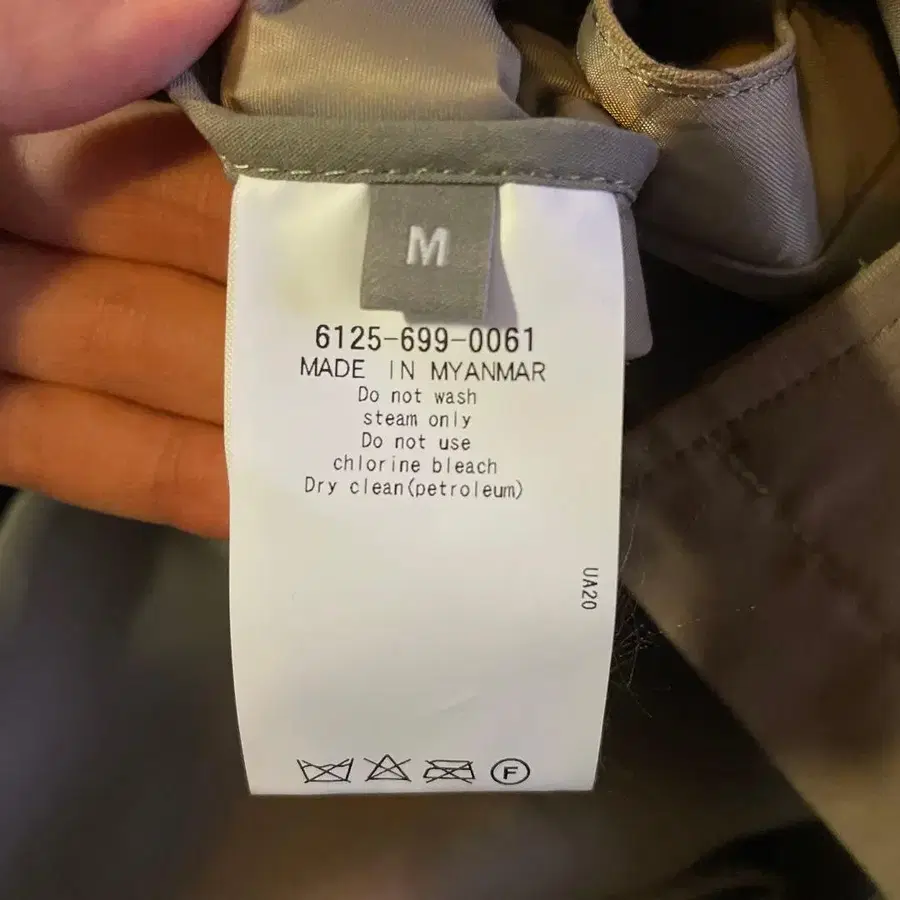 M
6125-699-0061
MADE IN MYANMAR
Do not wash
steam only
Do not use
chlorine bleach
Dry clean(petroleum)
UA20
F